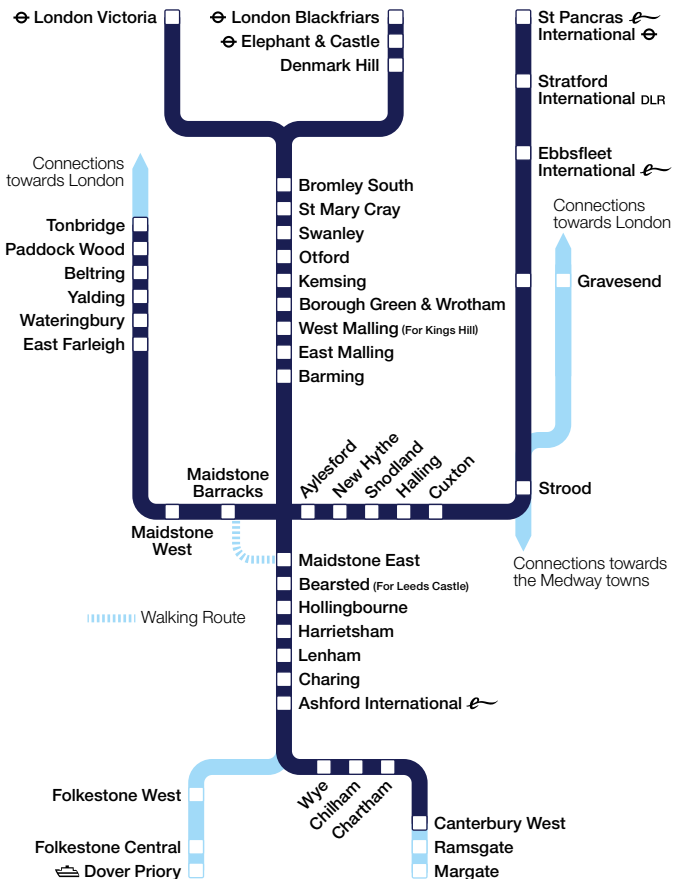 London Victoria
London Blackfriars
Elephant & Castle
Denmark Hill
St Pancras
International
Stratford
International DLR
Ebbsfleet
International
Connections
towards London
Connections
towards London
Tonbridge
Paddock Wood
Beltring
Yalding
Wateringbury
East Farleigh
Bromley South
St Mary Cray
Swanley
Otford
Kemsing
Borough Green & Wrotham
West Malling (For Kings Hill)
East Malling
Barming
Gravesend
Maidstone
Barracks
Maidstone
West
Aylesford
New Hythe
Snodland
Halling
Cuxton
Strood
Connections towards
the Medway towns
Maidstone East
Bearsted (For Leeds Castle)
Hollingbourne
Harrietsham
Lenham
Charing
Ashford International
Walking Route
Wye
Chilham
Chartham
Folkestone West
Folkestone Central
Dover Priory
Canterbury West
Ramsgate
Margate